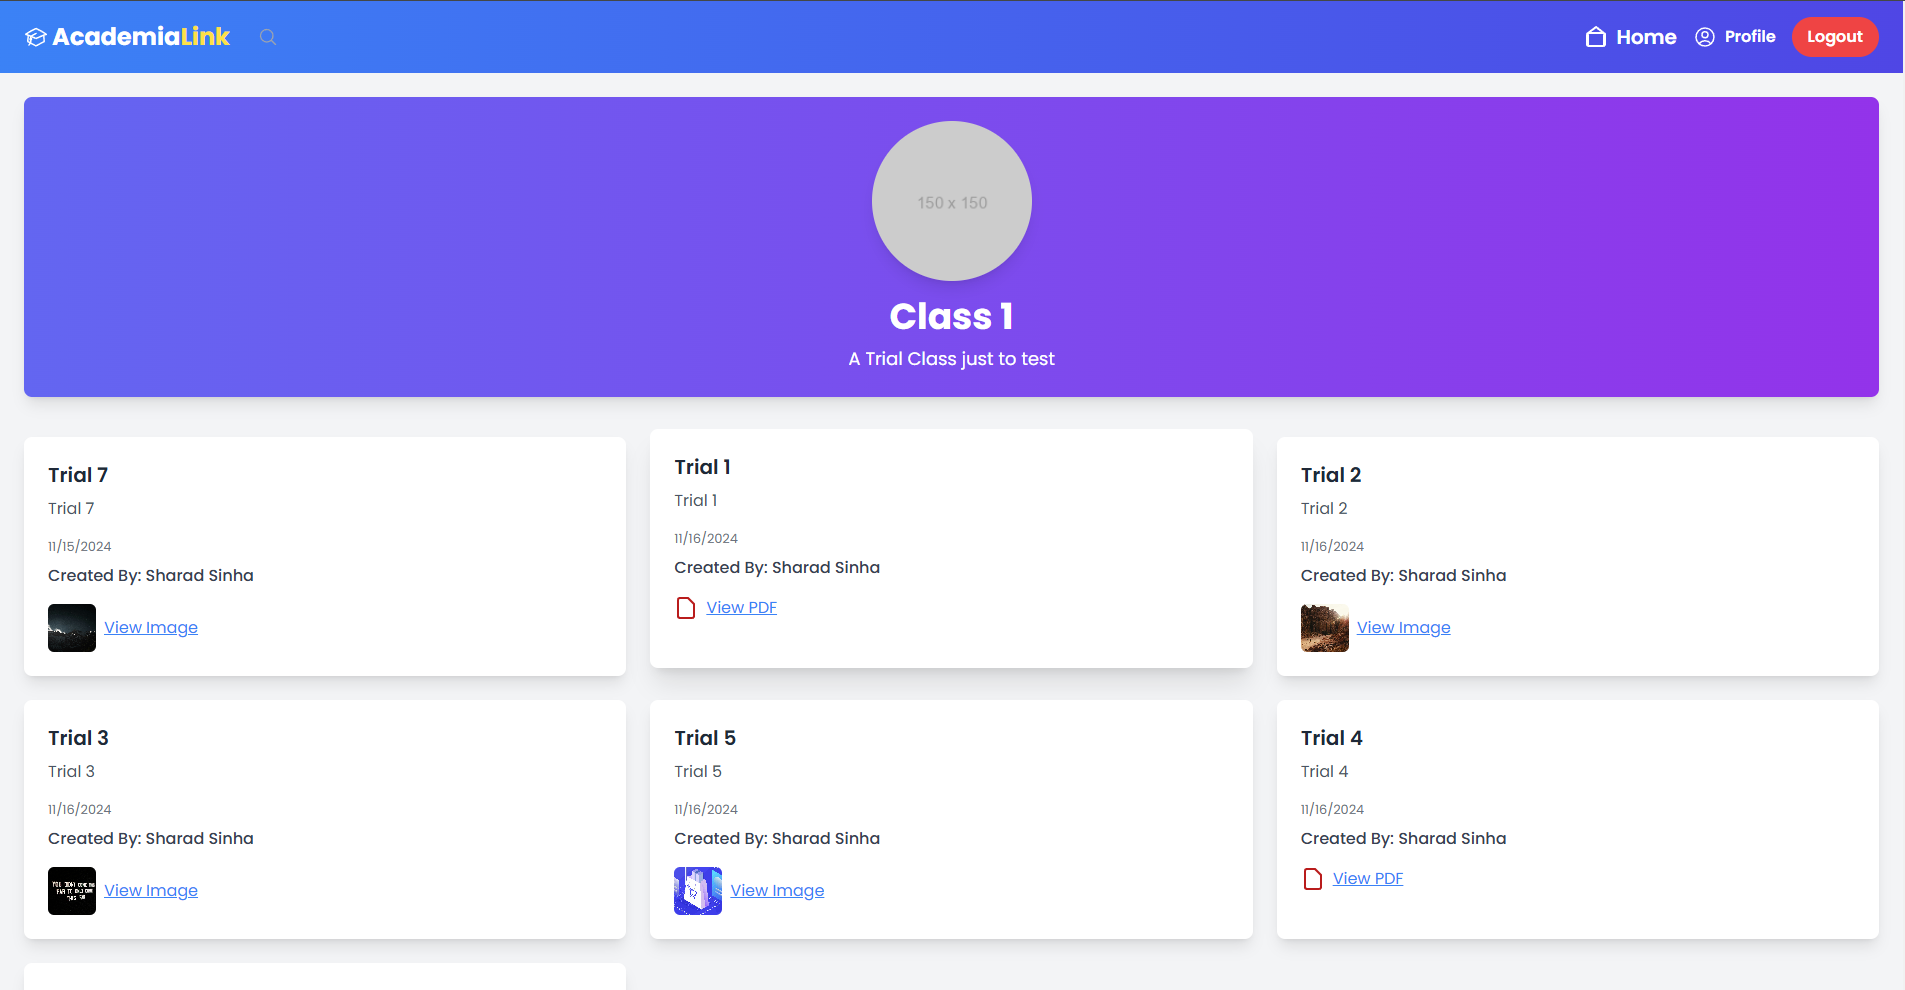 AcademiaLink
Home
Profile
Logout
150 x 150
Class 1
A Trial Class just to test
Trial 7
Trial 7
11/15/2024
Created By: Sharad Sinha
View Image
Trial 1
Trial 1
11/16/2024
Created By: Sharad Sinha
View PDF
Trial 2
Trial 2
11/16/2024
Created By: Sharad Sinha
View Image
Trial 3
Trial 3
11/16/2024
Created By: Sharad Sinha
View Image
Trial 5
Trial 5
11/16/2024
Created By: Sharad Sinha
View Image
Trial 4
Trial 4
11/16/2024
Created By: Sharad Sinha
View PDF